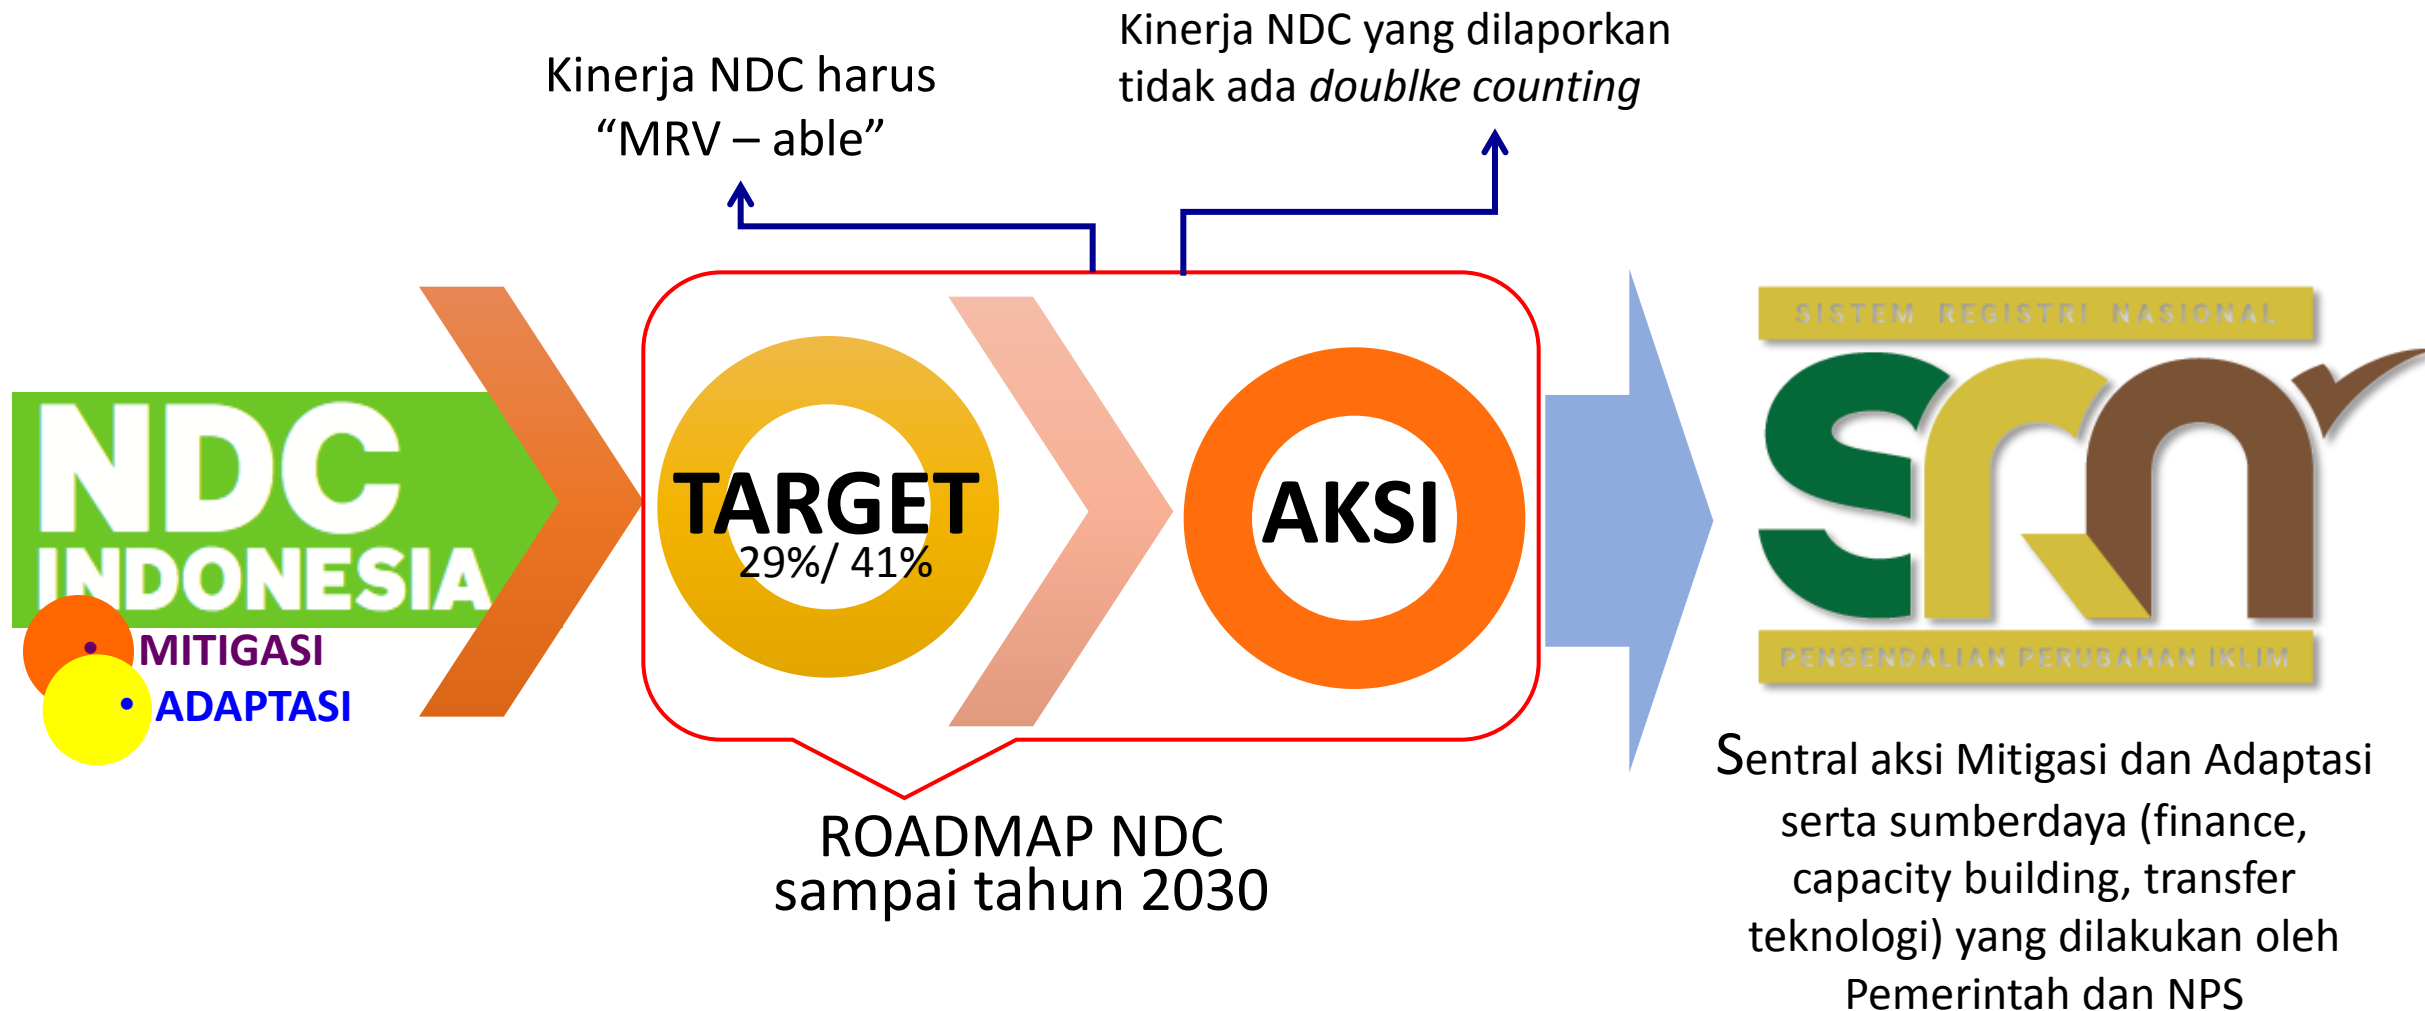 Kinerja NDC harus
“MRV – able”
Kinerja NDC yang dilaporkan
tidak ada doublke counting
NDC
INDONESIA
• MITIGASI
• ADAPTASI
TARGET
29%/ 41%
AKSI
ROADMAP NDC
sampai tahun 2030
SISTEM REGISTRI NASIONAL
srn
PENGENDALIAN PERUBAHAN IKLIM
Sentral aksi Mitigasi dan Adaptasi
serta sumberdaya (finance,
capacity building, transfer
teknologi) yang dilakukan oleh
Pemerintah dan NPS